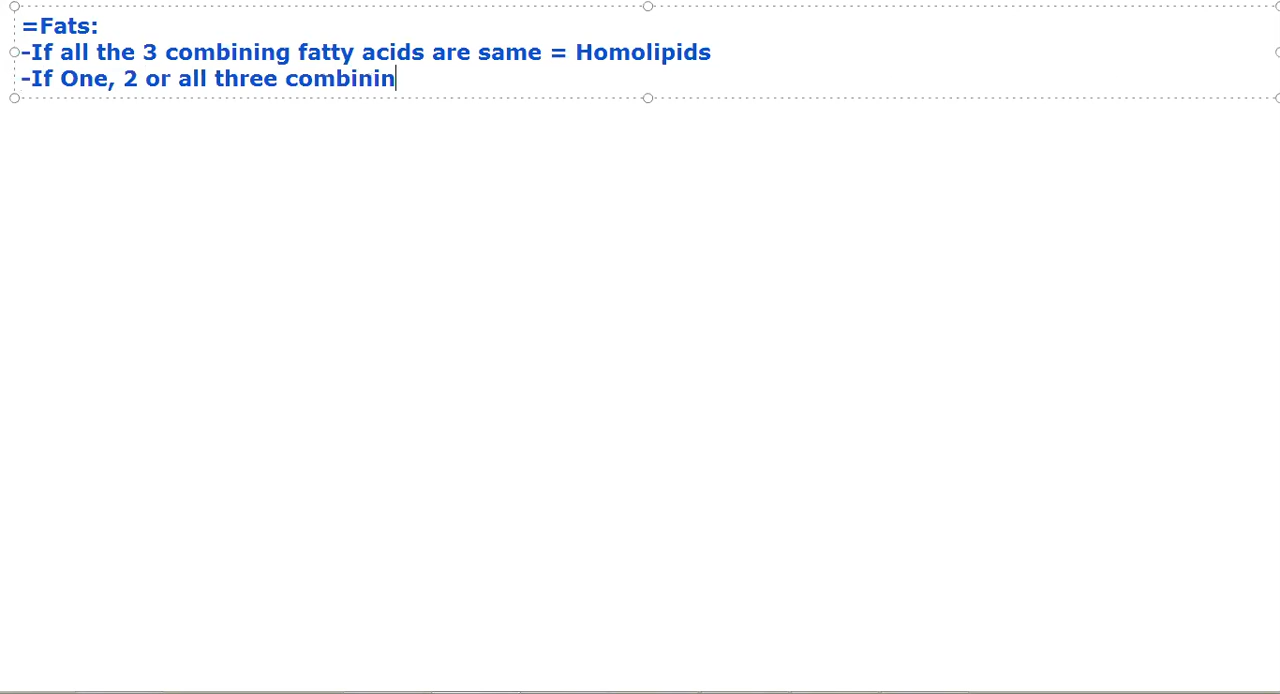 =Fats:
-If all the 3 combining fatty acids are same = Homolipids
-If One, 2 or all three combinin